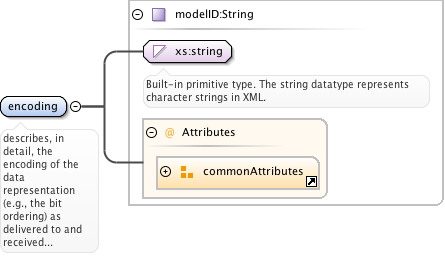 modelID:String
xs:string
Built-in primitive type. The string datatype represents
character strings in XML.
encoding
describes, in
detail, the
encoding of the
data
representation
(e.g., the bit
ordering) as
delivered to and
received...
@ Attributes
commonAttributes